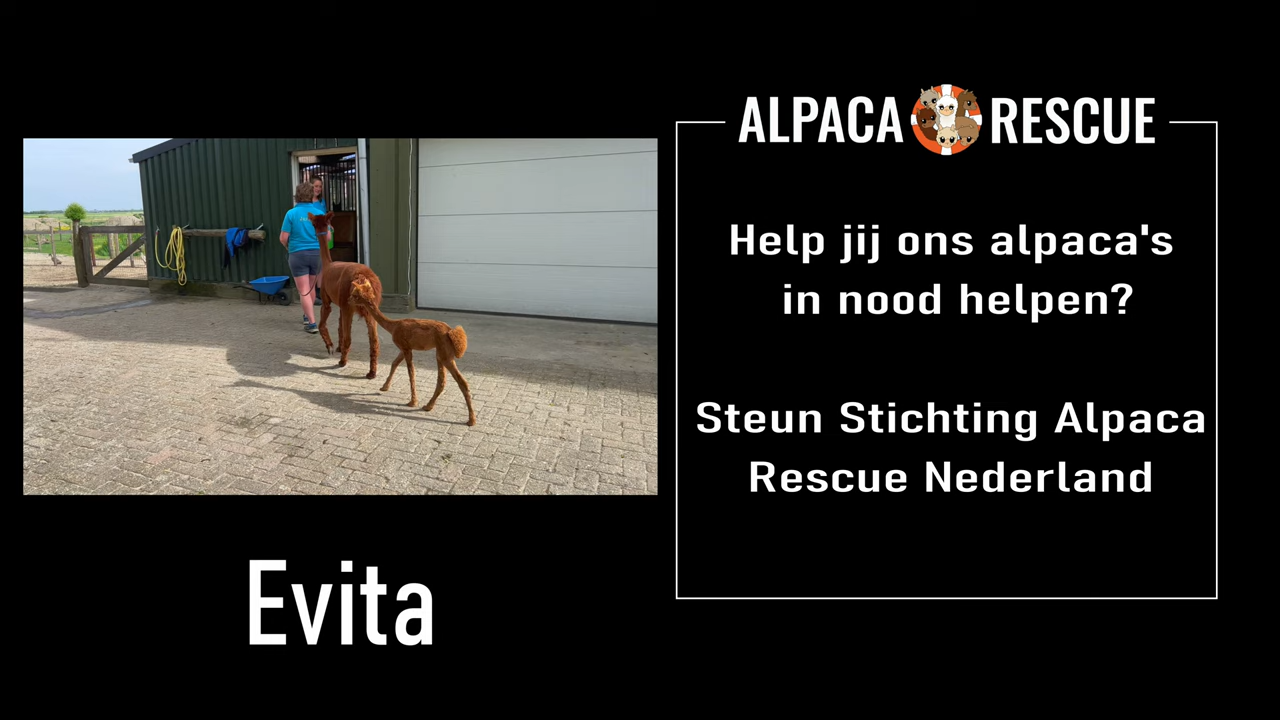 ALPACA RESCUE
Help jij ons alpaca's
in nood helpen?
Steun Stichting Alpaca
Rescue Nederland
Evita